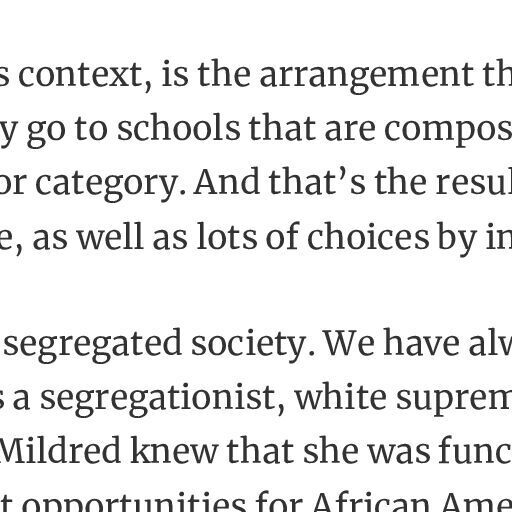 s context, is the arrangement th
y go to schools that are compos
or category. And that’s the resul
e, as well as lots of choices by in
segregated society. We have alw
s a segregationist, white suprem
Mildred knew that she was func
t opportunities for African Ame